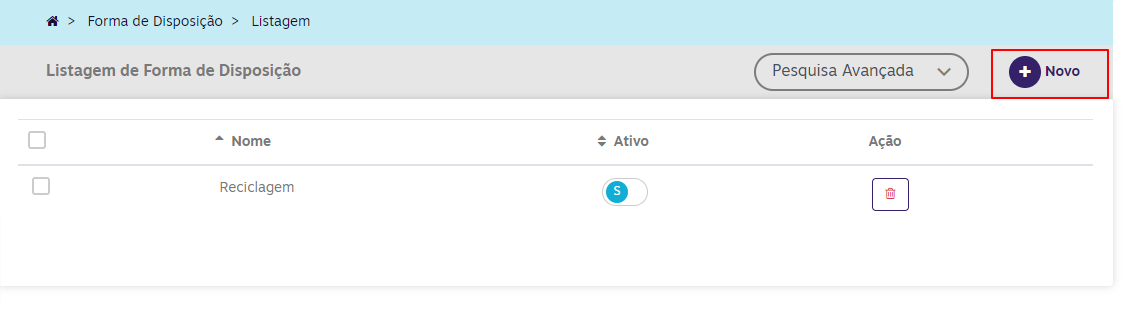 > Forma de Disposição > Listagem
Listagem de Forma de Disposição Pesquisa Avançada Novo
Nome Ativo Ação
Reciclagem S